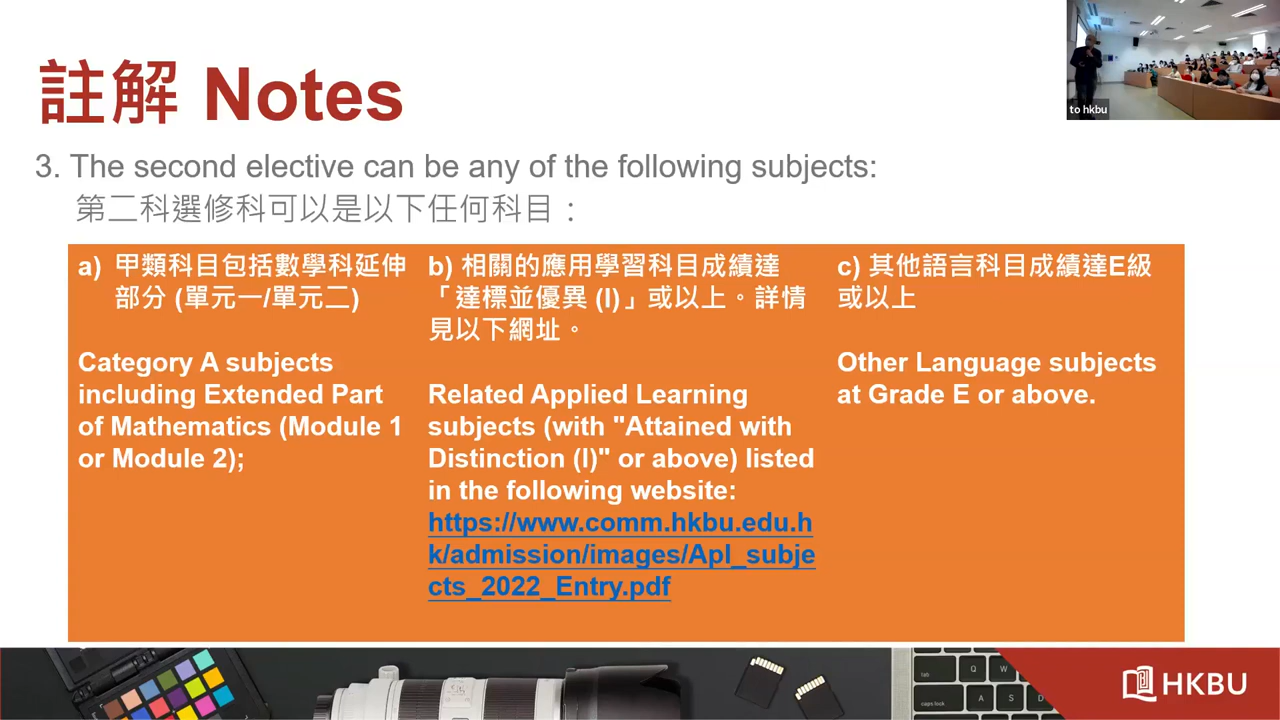 註解 Notes
to hkbu
3. The second elective can be any of the following subjects:
第二科選修科可以是以下任何科目：
a) 甲類科目包括數學科延伸
部分 (單元一/單元二)
Category A subjects
including Extended Part
of Mathematics (Module 1
or Module 2);
b) 相關的應用學習科目成績達
「達標並優異 (I)」或以上。詳情
見以下網址。
Related Applied Learning
subjects (with "Attained with
Distinction (I)" or above) listed
in the following website:
https://www.comm.hkbu.edu.h
k/admission/images/Apl_subje
cts_2022_Entry.pdf
c) 其他語言科目成績達E級
或以上
Other Language subjects
at Grade E or above.
tab
Q
W
A
S
D
caps lock
HKBU